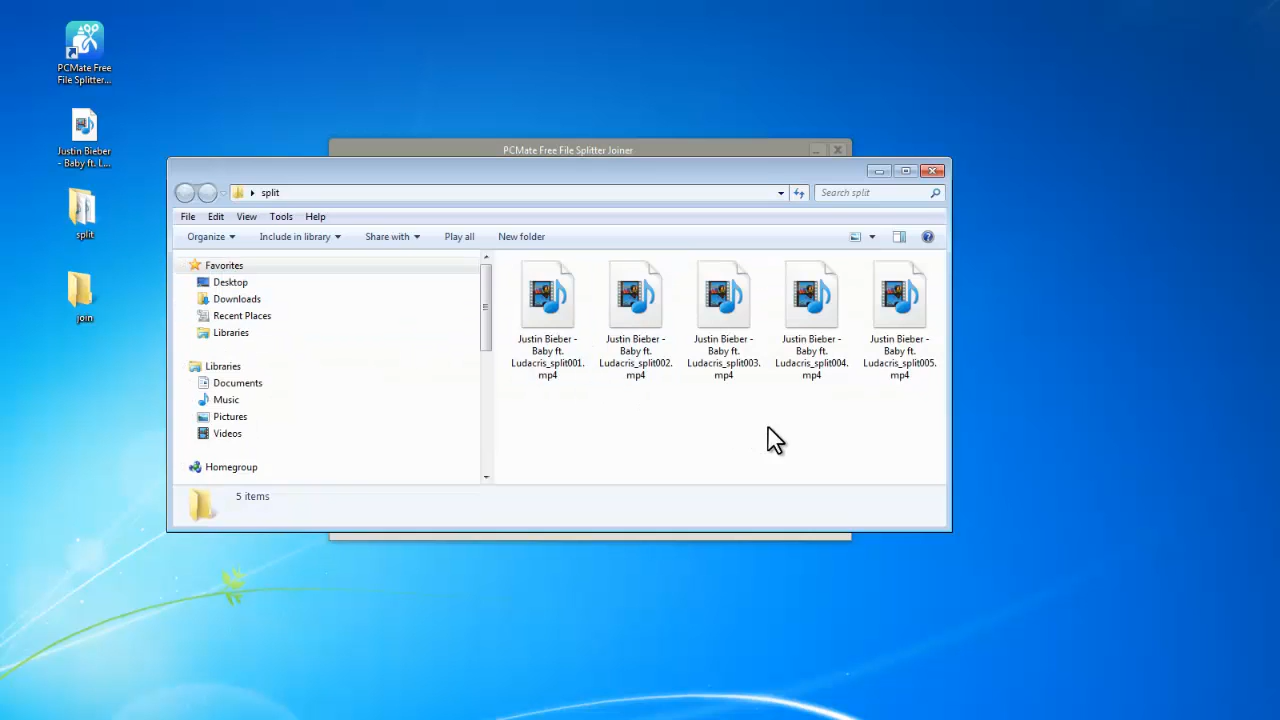 PCMate Free
File Splitter...
Justin Bieber
- Baby ft. L...
split
join
PCMate Free File Splitter Joiner
split
Search split
File Edit View Tools Help
Organize Include in library Share with Play all New folder
Favorites
Desktop
Downloads
Recent Places
Libraries
Libraries
Documents
Music
Pictures
Videos
Homegroup
Justin Bieber -
Baby ft.
Ludacris_split001.
mp4
Justin Bieber -
Baby ft.
Ludacris_split002.
mp4
Justin Bieber -
Baby ft.
Ludacris_split003.
mp4
Justin Bieber -
Baby ft.
Ludacris_split004.
mp4
Justin Bieber -
Baby ft.
Ludacris_split005.
mp4
5 items